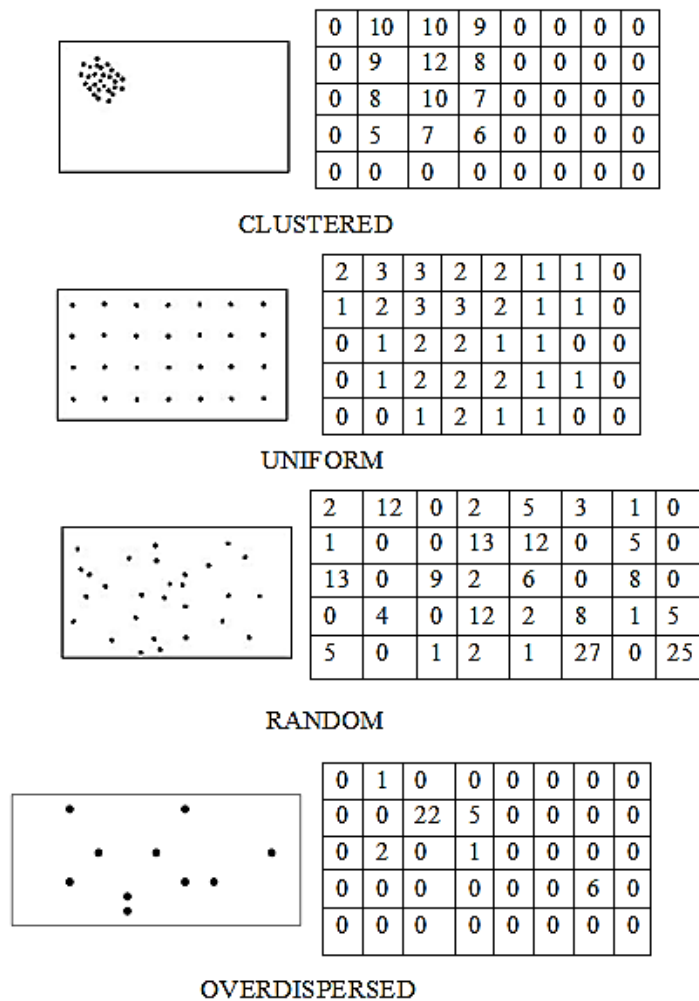 0 10 10 9 0 0 0 0
0 9 12 8 0 0 0 0
0 8 10 7 0 0 0 0
0 5 7 6 0 0 0 0
0 0 0 0 0 0 0 0
CLUSTERED
2 3 3 2 2 1 1 0
1 2 3 3 2 1 1 0
0 1 2 2 1 1 0 0
0 1 2 2 2 1 1 0
0 0 1 2 1 1 0 0
UNIFORM
2 12 0 2 5 3 1 0
1 0 0 13 12 0 5 0
13 0 9 2 6 0 8 0
0 4 0 12 2 8 1 5
5 0 1 2 1 27 0 25
RANDOM
0 1 0 0 0 0 0 0
0 0 22 5 0 0 0 0
0 2 0 1 0 0 0 0
0 0 0 0 0 0 6 0
0 0 0 0 0 0 0 0
OVERDISPERSED